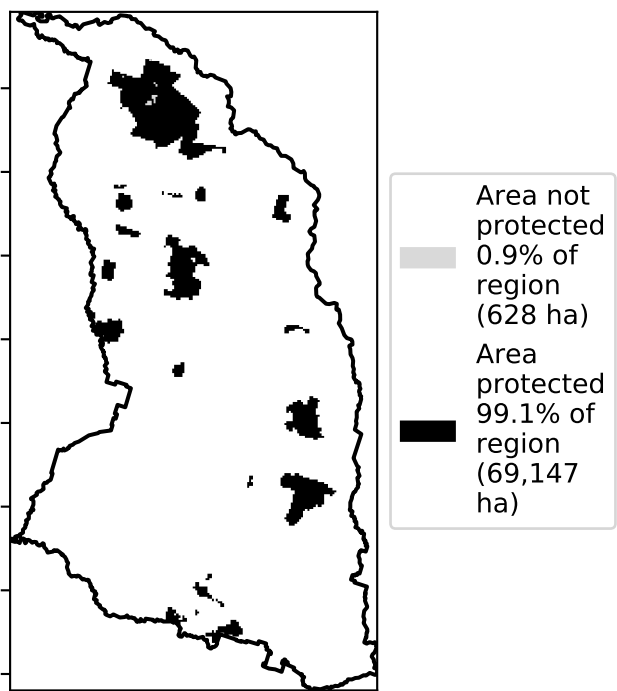 Area not
protected
0.9% of
region
(628 ha)
Area
protected
99.1% of
region
(69,147
ha)